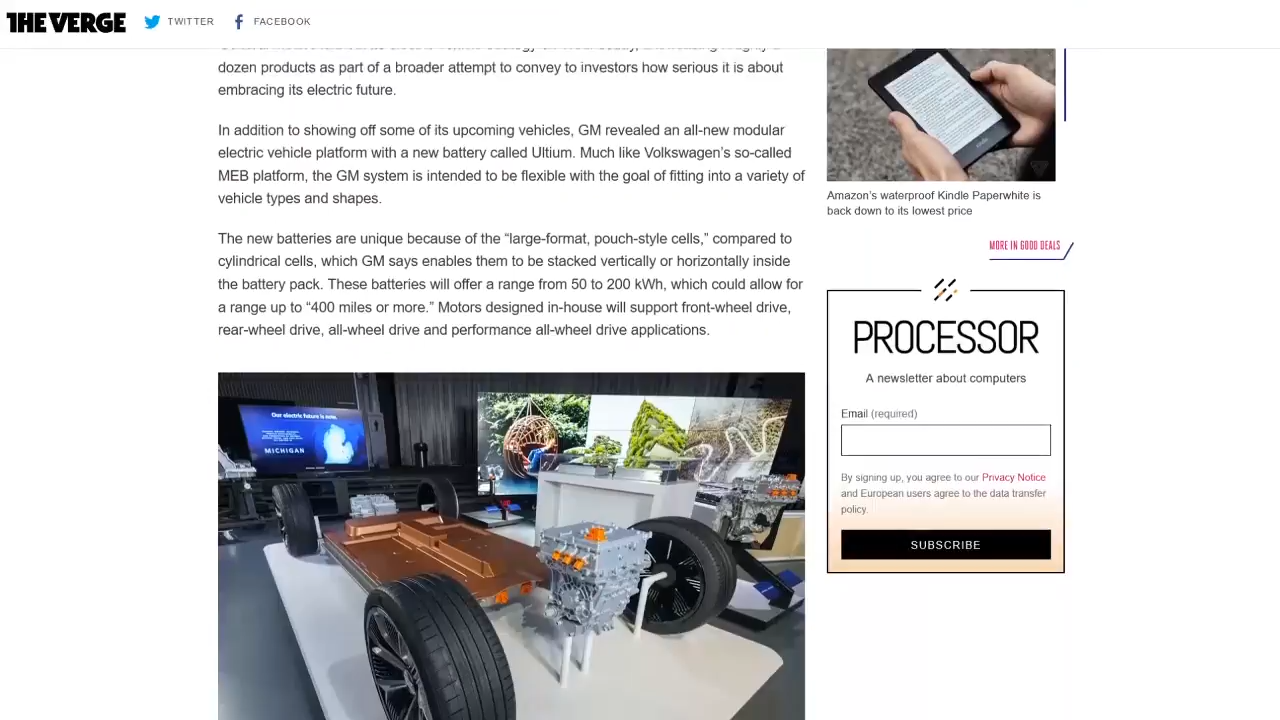 THE VERGE
TWITTER
FACEBOOK
dozen products as part of a broader attempt to convey to investors how serious it is about
embracing its electric future.
In addition to showing off some of its upcoming vehicles, GM revealed an all-new modular
electric vehicle platform with a new battery called Ultium. Much like Volkswagen’s so-called
MEB platform, the GM system is intended to be flexible with the goal of fitting into a variety of
vehicle types and shapes.
The new batteries are unique because of the “large-format, pouch-style cells,” compared to
cylindrical cells, which GM says enables them to be stacked vertically or horizontally inside
the battery pack. These batteries will offer a range from 50 to 200 kWh, which could allow for
a range up to “400 miles or more.” Motors designed in-house will support front-wheel drive,
rear-wheel drive, all-wheel drive and performance all-wheel drive applications.
Our electric future is now.
MICHIGAN
Amazon’s waterproof Kindle Paperwhite is
back down to its lowest price
MORE IN GOOD DEALS
PROCESSOR
A newsletter about computers
Email (required)
By signing up, you agree to our Privacy Notice
and European users agree to the data transfer
policy.
SUBSCRIBE